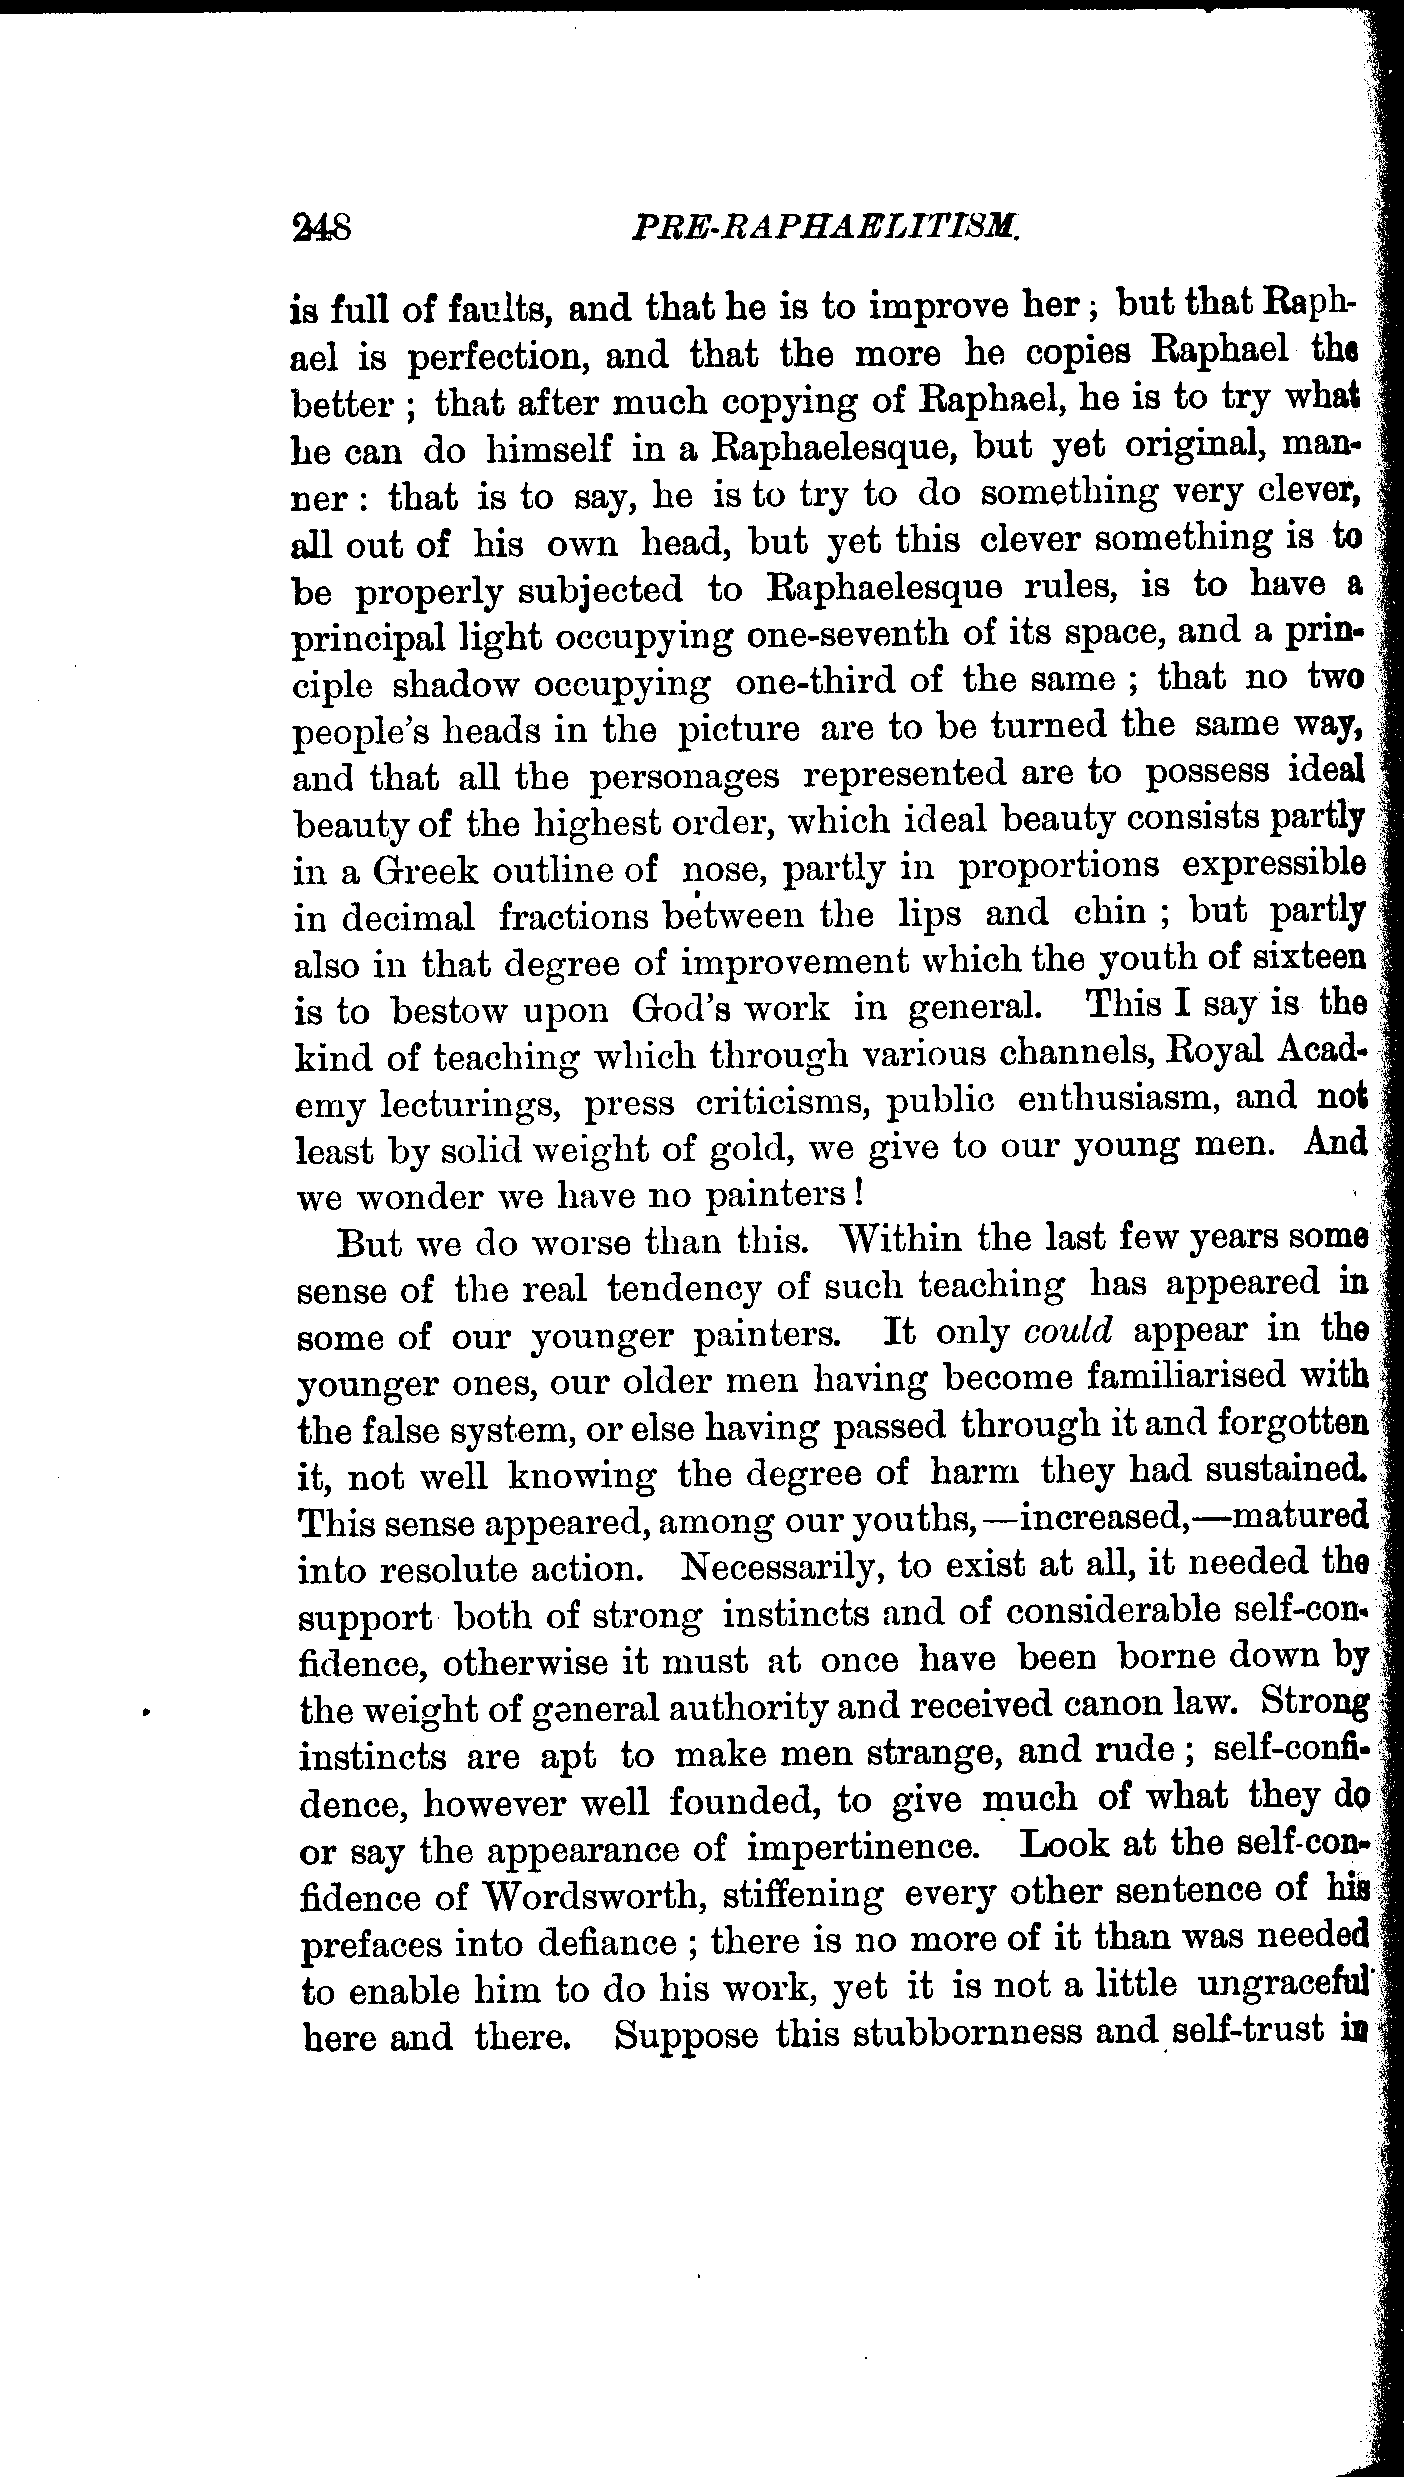 248 PRE-RAPHAELITISM.
is full of faults, and that he is to improve her; but that Raph-
ael is perfection, and that the more he copies Raphael the
better; that after much copying of Raphael, he is to try what
he can do himself in a Raphaelesque, but yet original, man-
ner: that is to say, he is to try to do something very clever,
all out of his own head, but yet this clever something is to
be properly subjected to Raphaelesque rules, is to have a
principal light occupying one-seventh of its space, and a prin-
ciple shadow occupying one-third of the same; that no two
people's heads in the picture are to be turned the same way,
and that all the personages represented are to possess ideal
beauty of the highest order, which ideal beauty consists partly
in a Greek outline of nose, partly in proportions expressible
in decimal fractions between the lips and chin; but partly
also in that degree of improvement which the youth of sixteen
is to bestow upon God's work in general. This I say is the
kind of teaching which through various channels, Royal Acad-
emy lecturings, press criticisms, public enthusiasm, and not
least by solid weight of gold, we give to our young men. And
we wonder we have no painters!
But we do worse than this. Within the last few years some
sense of the real tendency of such teaching has appeared in
some of our younger painters. It only could appear in the
younger ones, our older men having become familiarised with
the false system, or else having passed through it and forgotten
it, not well knowing the degree of harm they had sustained.
This sense appeared, among our youths,—increased,—matured
into resolute action. Necessarily, to exist at all, it needed the
support both of strong instincts and of considerable self-con-
fidence, otherwise it must at once have been borne down by
the weight of general authority and received canon law. Strong
instincts are apt to make men strange, and rude; self-confi-
dence, however well founded, to give much of what they do
or say the appearance of impertinence. Look at the self-con-
fidence of Wordsworth, stiffening every other sentence of his
prefaces into defiance; there is no more of it than was needed
to enable him to do his work, yet it is not a little ungraceful
here and there. Suppose this stubbornness and self-trust in